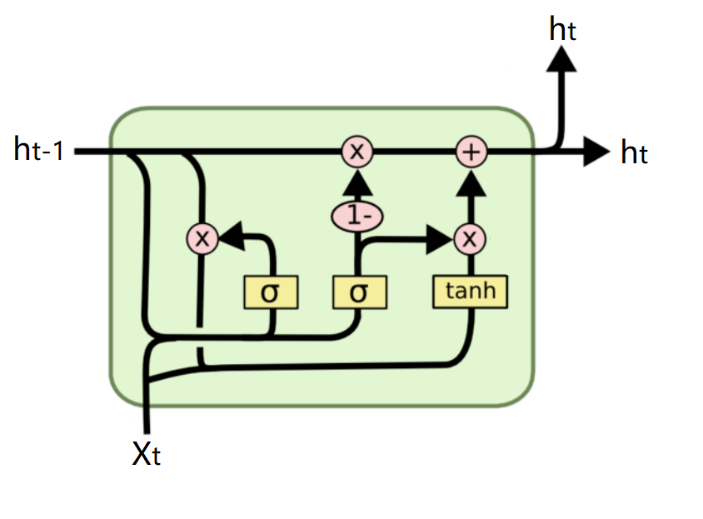 ht
ht-1
x
+
ht
1-
x
x
σ
σ
tanh
Xt